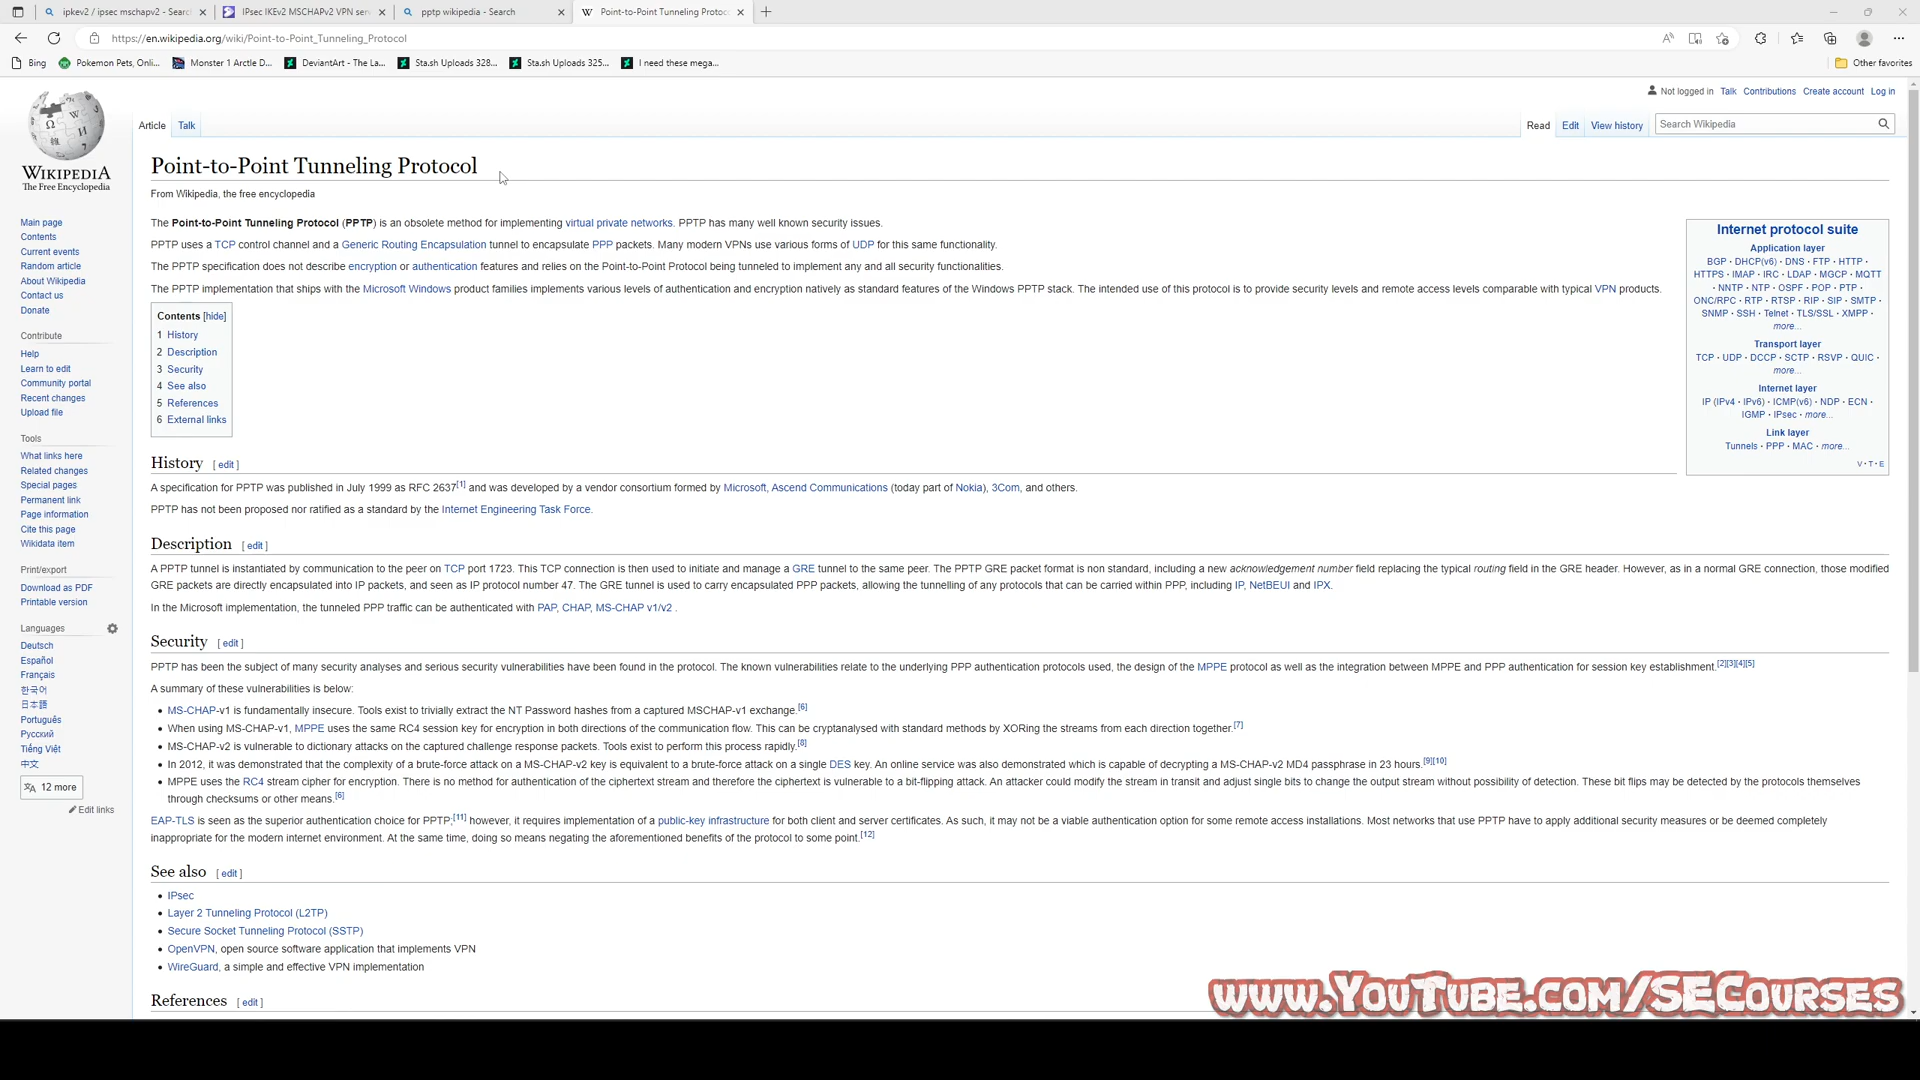 ipkev2 / ipsec mschapv2 - Searc
IPsec IKEv2 MSCHAPv2 VPN serv
pptp wikipedia - Search
Point-to-Point Tunneling Protoco
https://en.wikipedia.org/wiki/Point-to-Point_Tunneling_Protocol
Bing
Pokemon Pets, Onli...
Monster 1 Arctle D...
DeviantArt - The La...
Sta.sh Uploads 328...
Sta.sh Uploads 325...
I need these mega...
Other favorites
Not logged in Talk Contributions Create account Log in
Article Talk
Read Edit View history
Search Wikipedia
WIKIPEDIA
The Free Encyclopedia
Main page
Contents
Current events
Random article
About Wikipedia
Contact us
Donate
Contribute
Help
Learn to edit
Community portal
Recent changes
Upload file
Tools
What links here
Related changes
Special pages
Permanent link
Page information
Cite this page
Wikidata item
Print/export
Download as PDF
Printable version
Languages
Deutsch
Español
Français
한국어
日本語
Português
Русский
Tiếng Việt
中文
12 more
Edit links
Point-to-Point Tunneling Protocol
From Wikipedia, the free encyclopedia
The Point-to-Point Tunneling Protocol (PPTP) is an obsolete method for implementing virtual private networks. PPTP has many well known security issues.
PPTP uses a TCP control channel and a Generic Routing Encapsulation tunnel to encapsulate PPP packets. Many modern VPNs use various forms of UDP for this same functionality.
The PPTP specification does not describe encryption or authentication features and relies on the Point-to-Point Protocol being tunneled to implement any and all security functionalities.
The PPTP implementation that ships with the Microsoft Windows product families implements various levels of authentication and encryption natively as standard features of the Windows PPTP stack. The intended use of this protocol is to provide security levels and remote access levels comparable with typical VPN products.
Contents [hide]
1 History
2 Description
3 Security
4 See also
5 References
6 External links
Internet protocol suite
Application layer
BGP · DHCP(v6) · DNS · FTP · HTTP ·
HTTPS · IMAP · IRC · LDAP · MGCP · MQTT
· NNTP · NTP · OSPF · POP · PTP ·
ONC/RPC · RTP · RTSP · RIP · SIP · SMTP ·
SNMP · SSH · Telnet · TLS/SSL · XMPP ·
more...
Transport layer
TCP · UDP · DCCP · SCTP · RSVP · QUIC ·
more...
Internet layer
IP (IPv4 · IPv6) · ICMP(v6) · NDP · ECN ·
IGMP · IPsec · more...
Link layer
Tunnels · PPP · MAC · more...
V · T · E
History [ edit ]
A specification for PPTP was published in July 1999 as RFC 2637[1] and was developed by a vendor consortium formed by Microsoft, Ascend Communications (today part of Nokia), 3Com, and others.
PPTP has not been proposed nor ratified as a standard by the Internet Engineering Task Force.
Description [ edit ]
A PPTP tunnel is instantiated by communication to the peer on TCP port 1723. This TCP connection is then used to initiate and manage a GRE tunnel to the same peer. The PPTP GRE packet format is non standard, including a new acknowledgement number field replacing the typical routing field in the GRE header. However, as in a normal GRE connection, those modified
GRE packets are directly encapsulated into IP packets, and seen as IP protocol number 47. The GRE tunnel is used to carry encapsulated PPP packets, allowing the tunnelling of any protocols that can be carried within PPP, including IP, NetBEUI and IPX.
In the Microsoft implementation, the tunneled PPP traffic can be authenticated with PAP, CHAP, MS-CHAP v1/v2 .
Security [ edit ]
PPTP has been the subject of many security analyses and serious security vulnerabilities have been found in the protocol. The known vulnerabilities relate to the underlying PPP authentication protocols used, the design of the MPPE protocol as well as the integration between MPPE and PPP authentication for session key establishment.[2][3][4][5]
A summary of these vulnerabilities is below:
• MS-CHAP-v1 is fundamentally insecure. Tools exist to trivially extract the NT Password hashes from a captured MSCHAP-v1 exchange.[6]
• When using MS-CHAP-v1, MPPE uses the same RC4 session key for encryption in both directions of the communication flow. This can be cryptanalysed with standard methods by XORing the streams from each direction together.[7]
• MS-CHAP-v2 is vulnerable to dictionary attacks on the captured challenge response packets. Tools exist to perform this process rapidly.[8]
• In 2012, it was demonstrated that the complexity of a brute-force attack on a MS-CHAP-v2 key is equivalent to a brute-force attack on a single DES key. An online service was also demonstrated which is capable of decrypting a MS-CHAP-v2 MD4 passphrase in 23 hours.[9][10]
• MPPE uses the RC4 stream cipher for encryption. There is no method for authentication of the ciphertext stream and therefore the ciphertext is vulnerable to a bit-flipping attack. An attacker could modify the stream in transit and adjust single bits to change the output stream without possibility of detection. These bit flips may be detected by the protocols themselves
through checksums or other means.[6]
EAP-TLS is seen as the superior authentication choice for PPTP;[11] however, it requires implementation of a public-key infrastructure for both client and server certificates. As such, it may not be a viable authentication option for some remote access installations. Most networks that use PPTP have to apply additional security measures or be deemed completely
inappropriate for the modern internet environment. At the same time, doing so means negating the aforementioned benefits of the protocol to some point.[12]
See also [ edit ]
• IPsec
• Layer 2 Tunneling Protocol (L2TP)
• Secure Socket Tunneling Protocol (SSTP)
• OpenVPN, open source software application that implements VPN
• WireGuard, a simple and effective VPN implementation
References [ edit ]
www.YouTube.com/SECourses